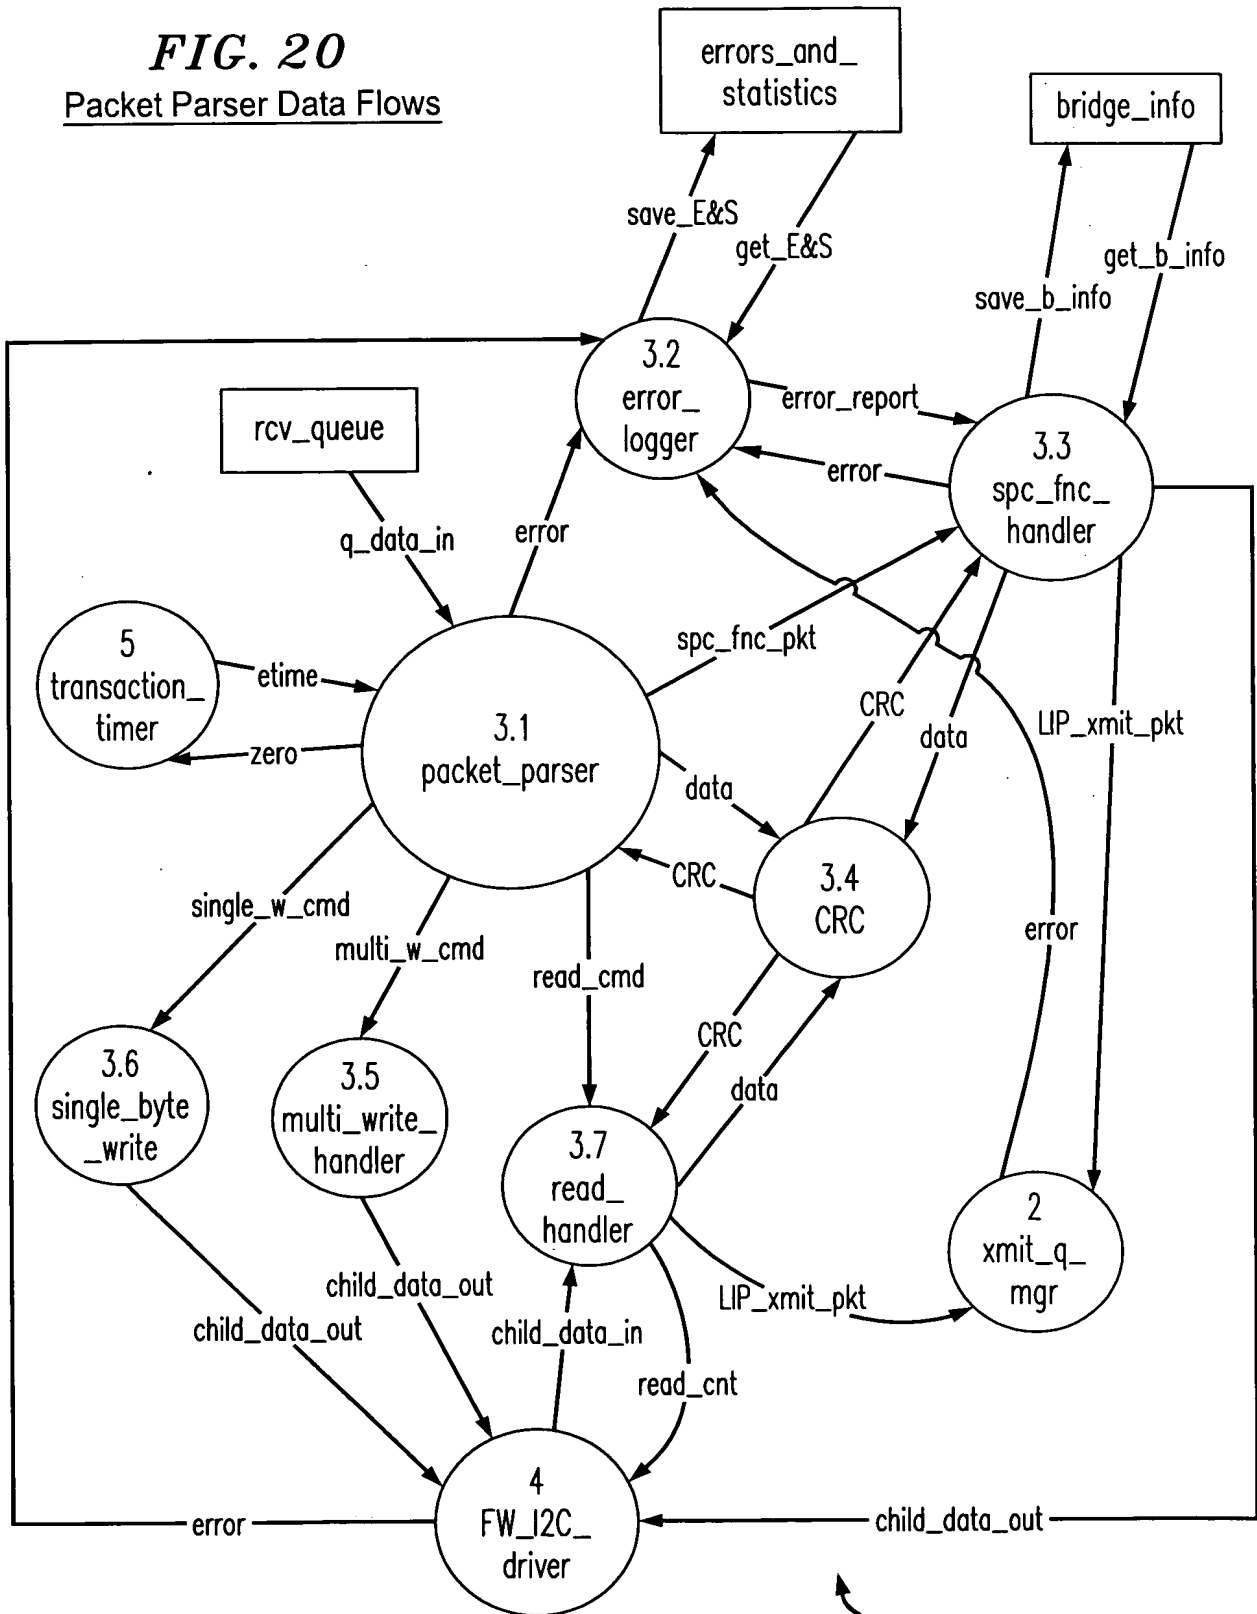 FIG. 20
Packet Parser Data Flows
errors_and_
statistics
bridge_info
save_E&S
get_E&S
get_b_info
save_b_info
3.2
error_
logger
error_report
rcv_queue
3.3
spc_fnc_
handler
error
q_data_in
error
5
transaction_
timer
etime
spc_fnc_pkt
zero
3.1
packet_parser
CRC
data
LIP_xmit_pkt
data
CRC
3.4
CRC
single_w_cmd
multi_w_cmd
read_cmd
error
CRC
data
3.6
single_byte
_write
3.5
multi_write_
handler
3.7
read_
handler
2
xmit_q_
mgr
child_data_out
child_data_out
child_data_in
LIP_xmit_pkt
read_cnt
4
FW_I2C_
driver
error
child_data_out